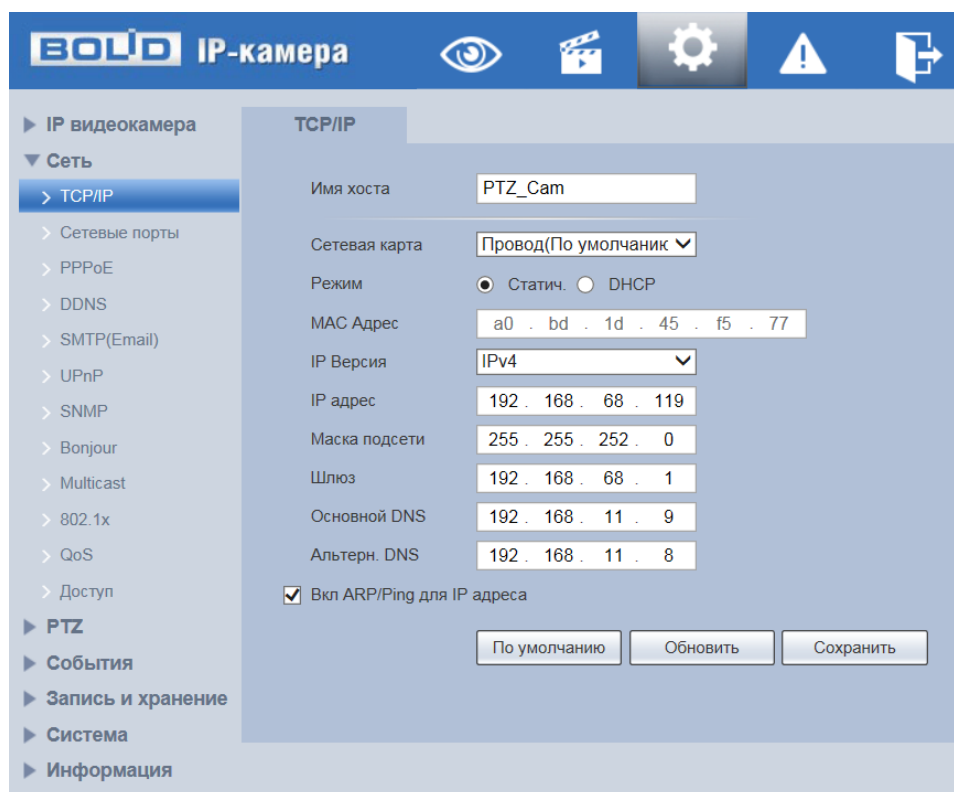 BOLID IP-камера
IP видеокамера
Сеть
TCP/IP
Сетевые порты
PPPoE
DDNS
SMTP(Email)
UPnP
SNMP
Bonjour
Multicast
802.1x
QoS
Доступ
PTZ
События
Запись и хранение
Система
Информация
TCP/IP
Имя хоста PTZ_Cam
Сетевая карта Провод(По умолчаник
Режим Статич. DHCP
MAC Адрес a0 . bd . 1d . 45 . f5 . 77
IP Версия IPv4
IP адрес 192 . 168 . 68 . 119
Маска подсети 255 . 255 . 252 . 0
Шлюз 192 . 168 . 68 . 1
Основной DNS 192 . 168 . 11 . 9
Альтерн. DNS 192 . 168 . 11 . 8
Вкл ARP/Ping для IP адреса
По умолчанию Обновить Сохранить